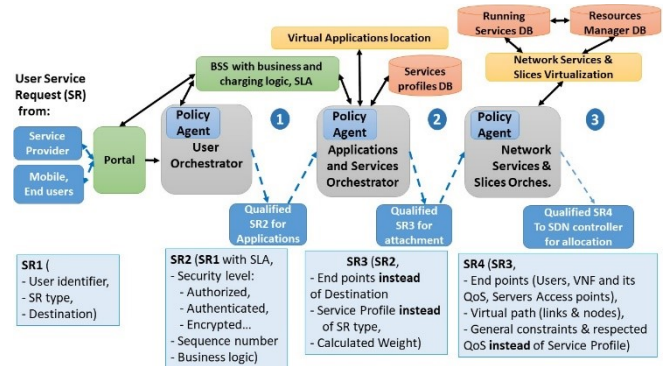 Running
Services DB
Resources
Manager DB
Virtual Applications location
Network Services &
Slices Virtualization
BSS with business and
charging logic, SLA
Services
profiles DB
User Service
Request (SR)
from:
Service
Provider
Mobile,
End users
Portal
Policy
Agent
User
Orchestrator
1
Policy
Agent
Applications
and Services
Orchestrator
2
Policy
Agent
Network
Services &
Slices Orches.
3
Qualified
SR2 for
Applications
Qualified
SR3 for
attachment
Qualified SR4
To SDN controller
for allocation
SR1 (
- User identifier,
- SR type,
- Destination)
SR2 (SR1 with SLA,
- Security level:
- Authorized,
- Authenticated,
- Encrypted...
- Sequence number
- Business logic)
SR3 (SR2,
- End points instead
of Destination
- Service Profile instead
of SR type,
- Calculated Weight)
SR4 (SR3,
- End points (Users, VNF and its
QoS, Servers Access points),
- Virtual path (links & nodes),
- General constraints & respected
QoS instead of Service Profile)